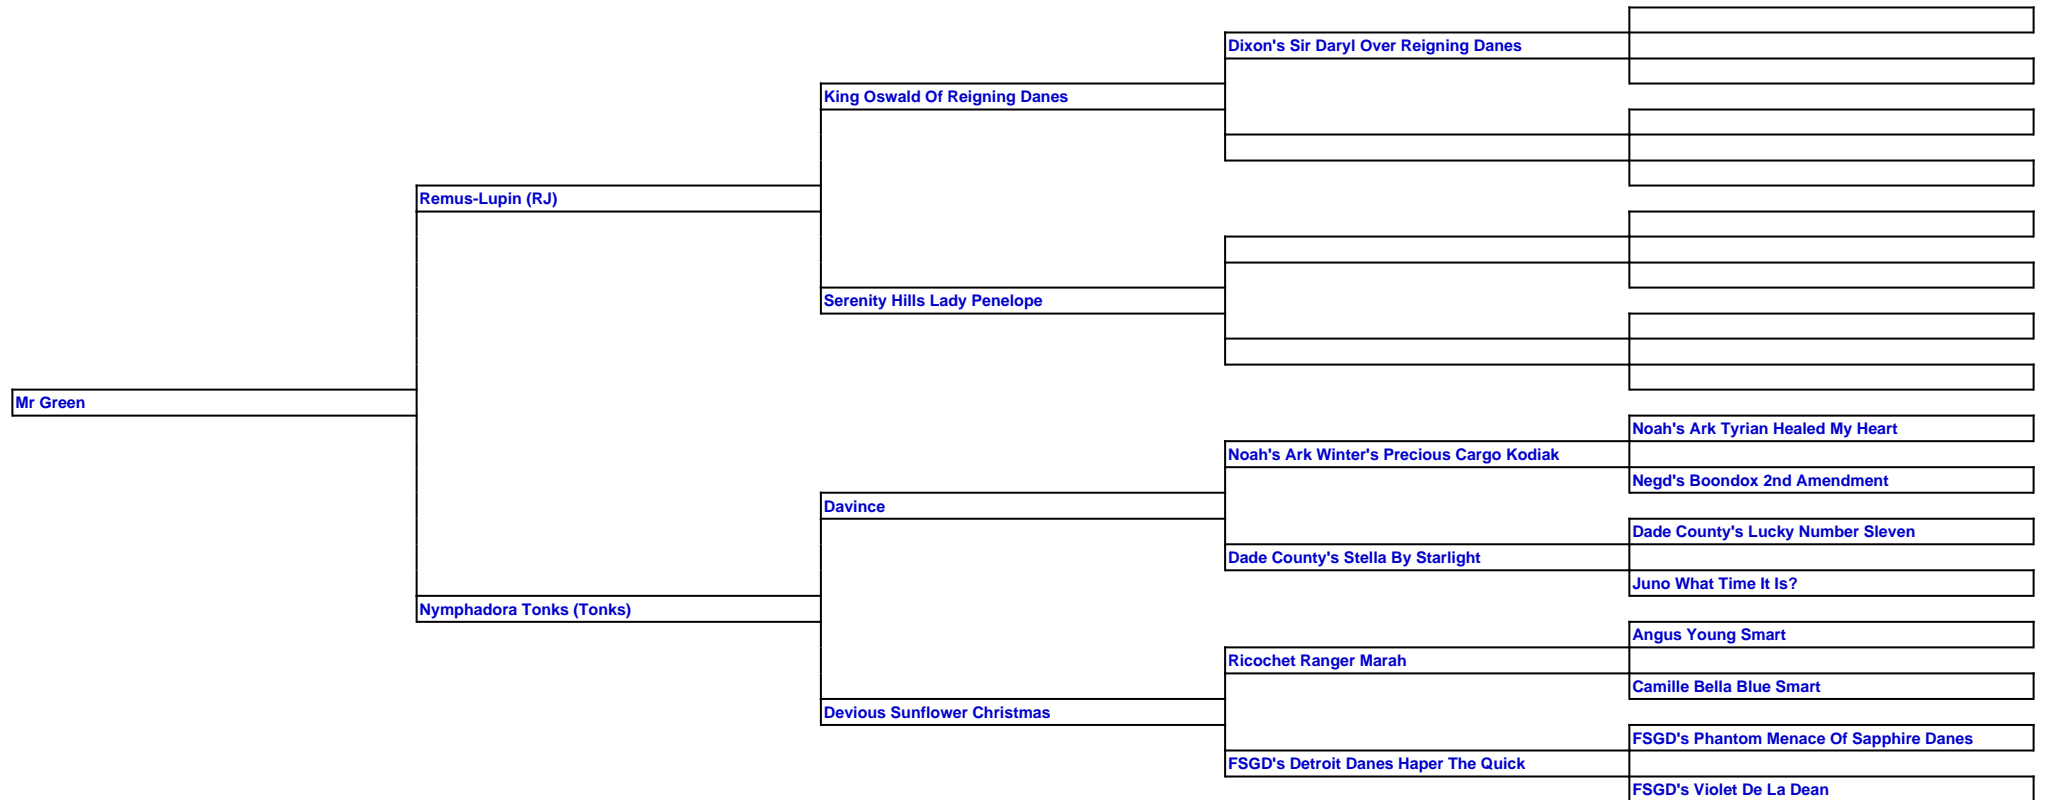 Dixon's Sir Daryl Over Reigning Danes
King Oswald Of Reigning Danes
Remus-Lupin (RJ)
Serenity Hills Lady Penelope
Mr Green
Noah's Ark Tyrian Healed My Heart
Noah's Ark Winter's Precious Cargo Kodiak
Negd's Boondox 2nd Amendment
Davince
Dade County's Lucky Number Sleven
Dade County's Stella By Starlight
Juno What Time It Is?
Nymphadora Tonks (Tonks)
Angus Young Smart
Ricochet Ranger Marah
Camille Bella Blue Smart
Devious Sunflower Christmas
FSGD's Phantom Menace Of Sapphire Danes
FSGD's Detroit Danes Haper The Quick
FSGD's Violet De La Dean